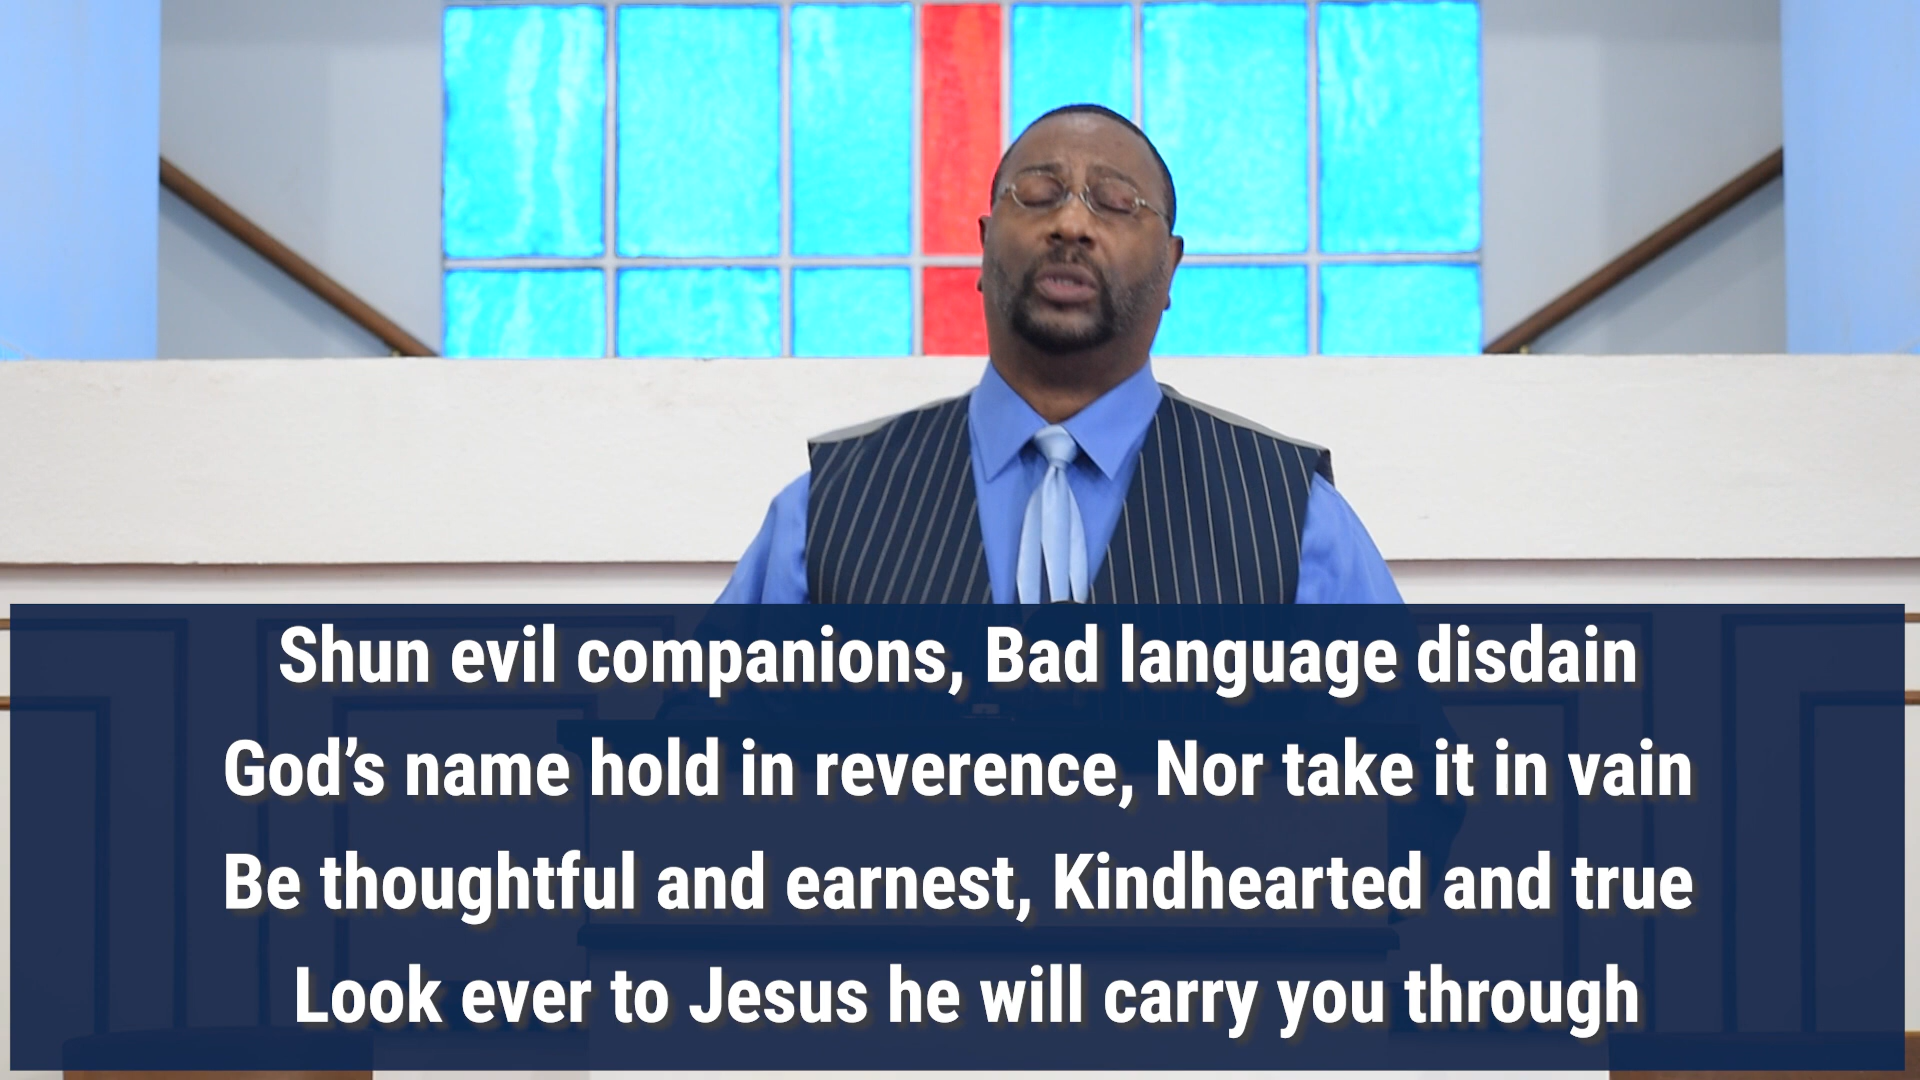 Shun evil companions, Bad language disdain
God’s name hold in reverence, Nor take it in vain
Be thoughtful and earnest, Kindhearted and true
Look ever to Jesus he will carry you through